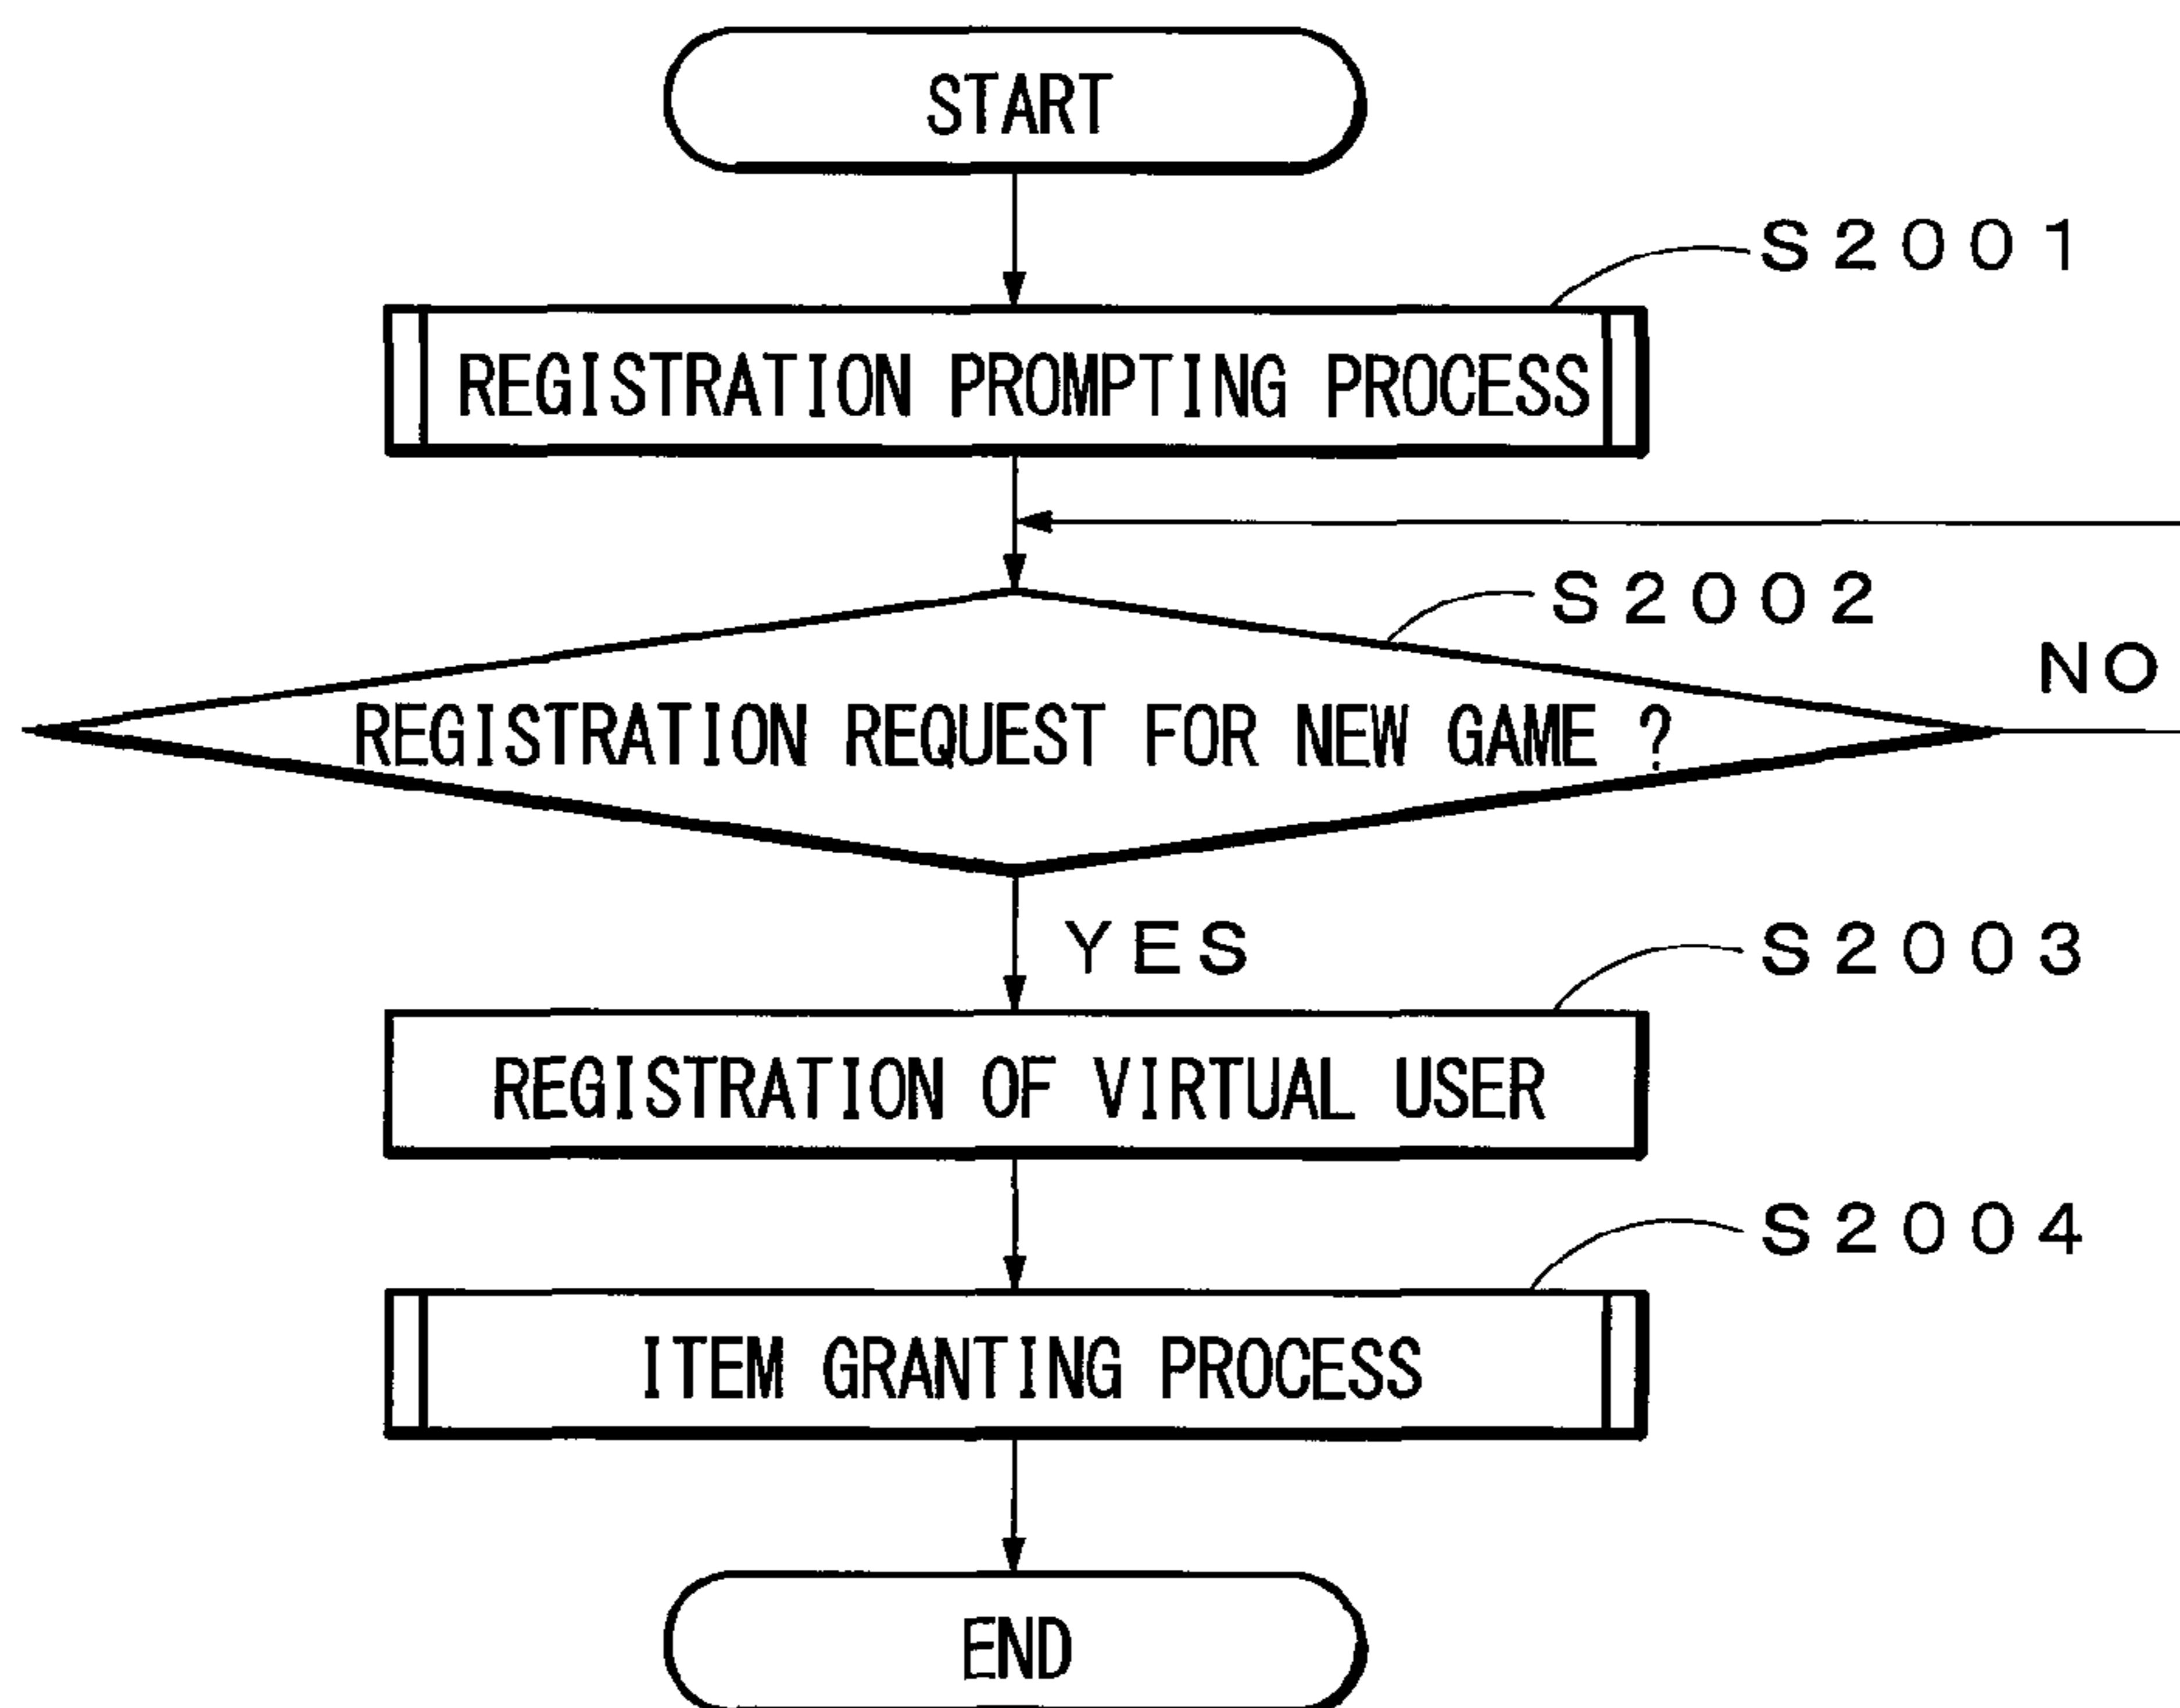 START
S2001
REGISTRATION PROMPTING PROCESS
S2002
NO
REGISTRATION REQUEST FOR NEW GAME ?
YES
S2003
REGISTRATION OF VIRTUAL USER
S2004
ITEM GRANTING PROCESS
END